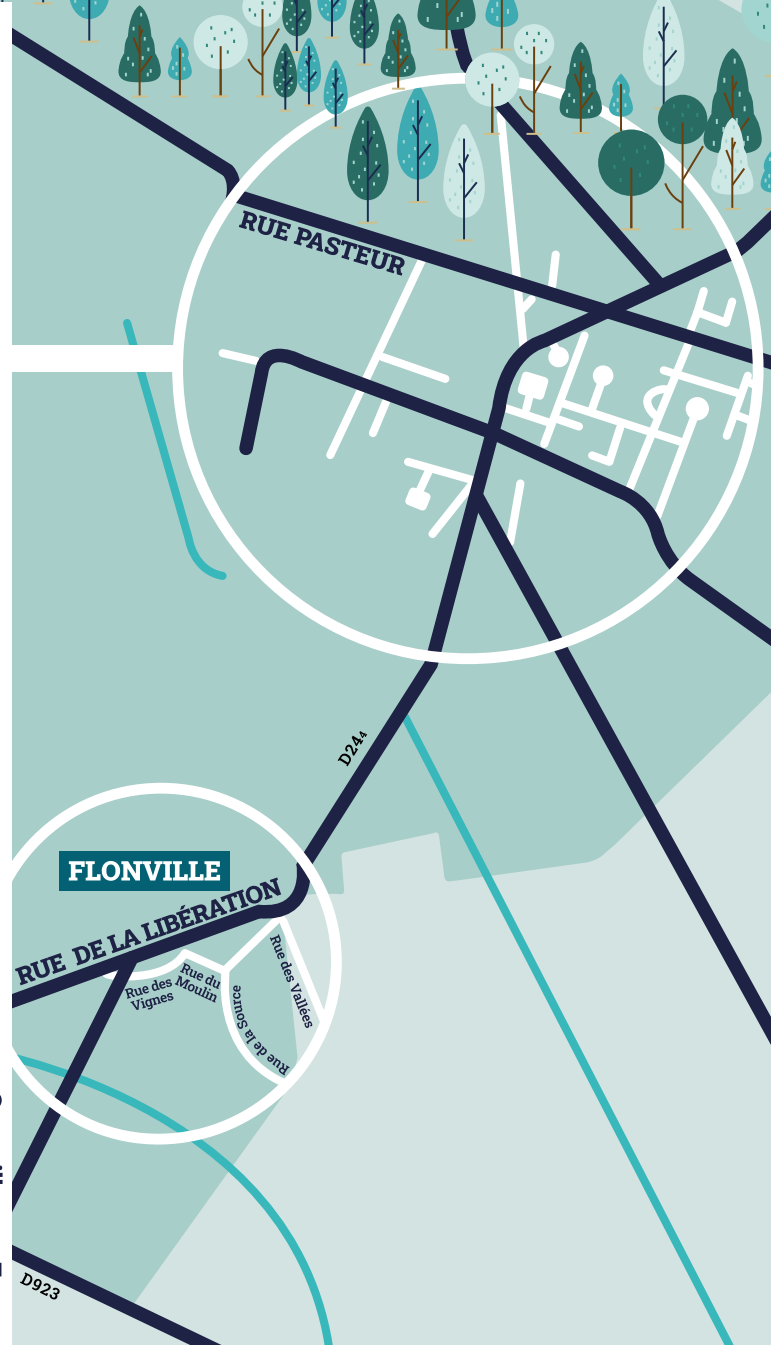 RUE PASTEUR
D24₄
FLONVILLE
RUE DE LA LIBÉRATION
Rue des
Vignes
Rue du
Moulin
Rue des Vallées
Rue de la Source
D923